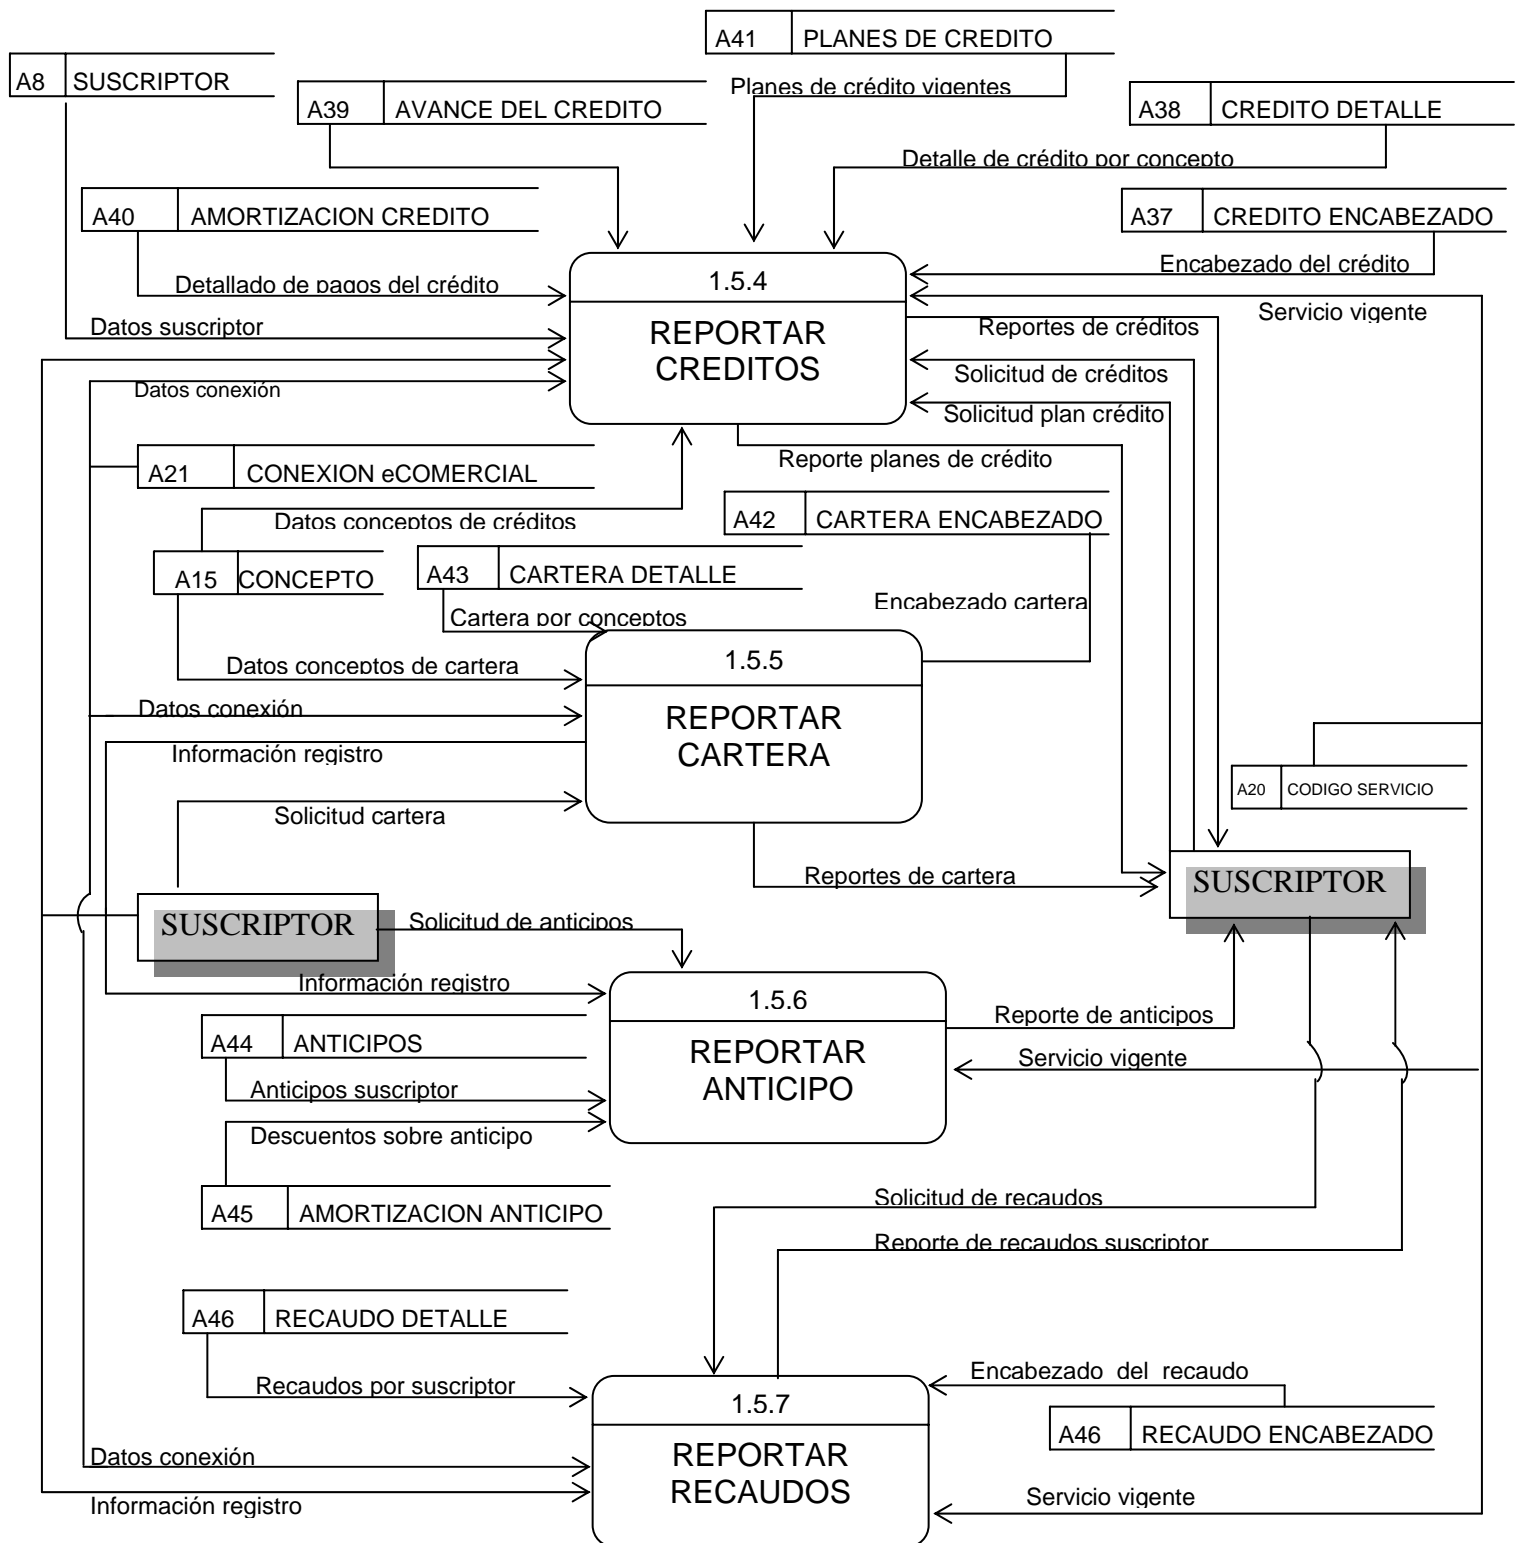 A41 PLANES DE CREDITO
A8 SUSCRIPTOR
Planes de crédito vigentes
A39 AVANCE DEL CREDITO
A38 CREDITO DETALLE
Detalle de crédito por concepto
A40 AMORTIZACION CREDITO
A37 CREDITO ENCABEZADO
Encabezado del crédito
Detallado de pagos del crédito
1.5.4
REPORTAR
CREDITOS
Servicio vigente
Datos suscriptor
Reportes de créditos
Solicitud de créditos
Datos conexión
Solicitud plan crédito
Reporte planes de crédito
A21 CONEXION eCOMERCIAL
Datos conceptos de créditos
A42 CARTERA ENCABEZADO
A15 CONCEPTO
A43 CARTERA DETALLE
Encabezado cartera
Cartera por conceptos
1.5.5
REPORTAR
CARTERA
Datos conceptos de cartera
Datos conexión
Información registro
A20 CODIGO SERVICIO
Solicitud cartera
Reportes de cartera
SUSCRIPTOR
SUSCRIPTOR
Solicitud de anticipos
Información registro
1.5.6
REPORTAR
ANTICIPO
Reporte de anticipos
A44 ANTICIPOS
Servicio vigente
Anticipos suscriptor
Descuentos sobre anticipo
A45 AMORTIZACION ANTICIPO
Solicitud de recaudos
Reporte de recaudos suscriptor
A46 RECAUDO DETALLE
Encabezado del recaudo
Recaudos por suscriptor
1.5.7
REPORTAR
RECAUDOS
A46 RECAUDO ENCABEZADO
Datos conexión
Servicio vigente
Información registro